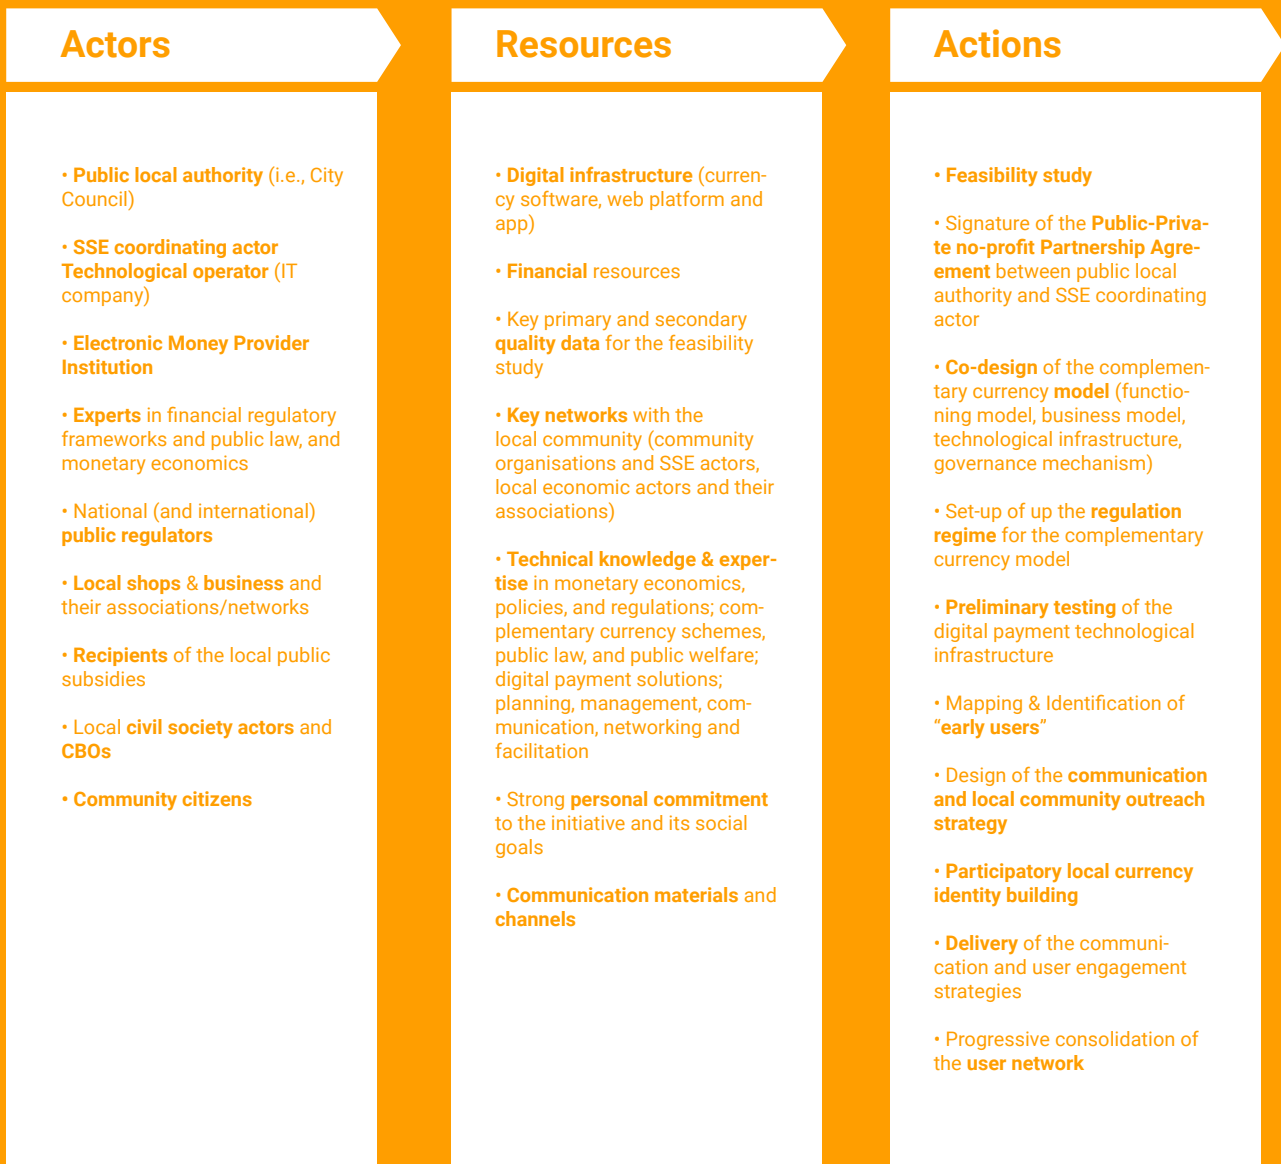 Actors
• Public local authority (i.e., City
Council)
• SSE coordinating actor
Technological operator (IT
company)
• Electronic Money Provider
Institution
• Experts in financial regulatory
frameworks and public law, and
monetary economics
• National (and international)
public regulators
• Local shops & business and
their associations/networks
• Recipients of the local public
subsidies
• Local civil society actors and
CBOs
• Community citizens
Resources
• Digital infrastructure (curren-
cy software, web platform and
app)
• Financial resources
• Key primary and secondary
quality data for the feasibility
study
• Key networks with the
local community (community
organisations and SSE actors,
local economic actors and their
associations)
• Technical knowledge & exper-
tise in monetary economics,
policies, and regulations; com-
plementary currency schemes,
public law, and public welfare;
digital payment solutions;
planning, management, com-
munication, networking and
facilitation
• Strong personal commitment
to the initiative and its social
goals
• Communication materials and
channels
Actions
• Feasibility study
• Signature of the Public-Priva-
te no-profit Partnership Agre-
ement between public local
authority and SSE coordinating
actor
• Co-design of the complemen-
tary currency model (functio-
ning model, business model,
technological infrastructure,
governance mechanism)
• Set-up of up the regulation
regime for the complementary
currency model
• Preliminary testing of the
digital payment technological
infrastructure
• Mapping & Identification of
“early users”
• Design of the communication
and local community outreach
strategy
• Participatory local currency
identity building
• Delivery of the communi-
cation and user engagement
strategies
• Progressive consolidation of
the user network